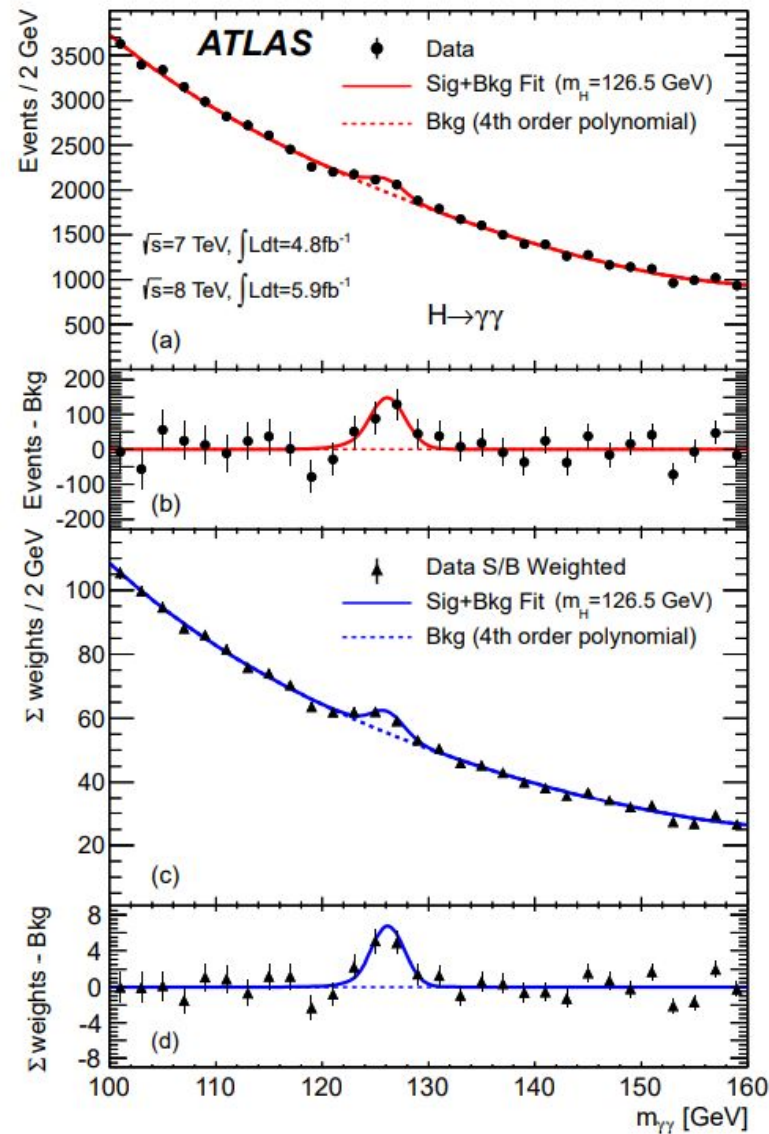 ATLAS
Data
Sig+Bkg Fit (m_H=126.5 GeV)
Bkg (4th order polynomial)
Events / 2 GeV
3500
3000
2500
2000
1500
1000
500
√s=7 TeV, ∫Ldt=4.8fb⁻¹
√s=8 TeV, ∫Ldt=5.9fb⁻¹
H→γγ
(a)
Events - Bkg
200
100
0
-100
-200
(b)
Σ weights / 2 GeV
100
80
60
40
20
Data S/B Weighted
Sig+Bkg Fit (m_H=126.5 GeV)
Bkg (4th order polynomial)
(c)
Σ weights - Bkg
8
4
0
-4
-8
(d)
100 110 120 130 140 150 160
m_γγ [GeV]